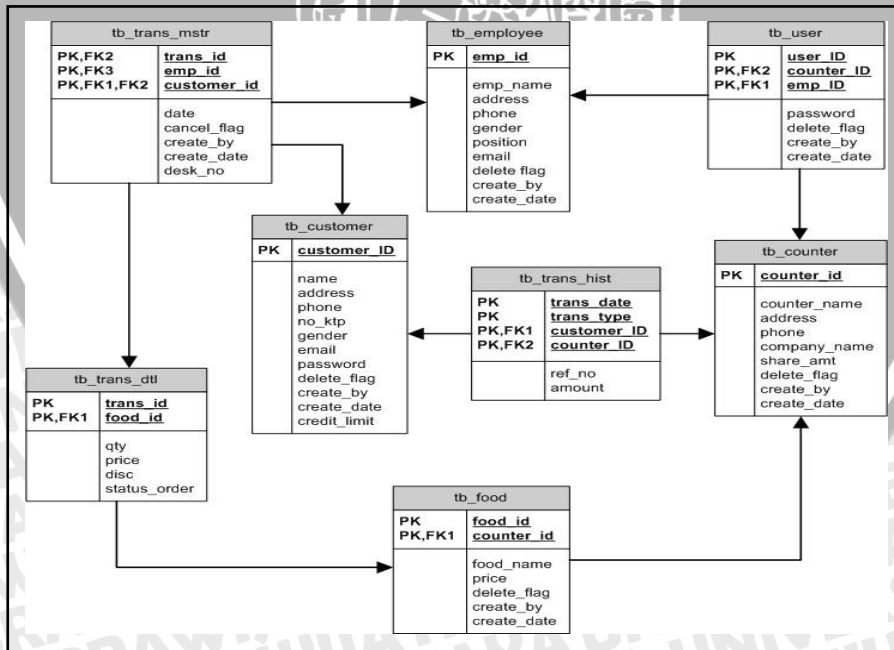 tb_trans_mstr
PK,FK2 trans_id
PK,FK3 emp_id
PK,FK1,FK2 customer_id
date
cancel_flag
create_by
create_date
desk_no
tb_employee
PK emp_id
emp_name
address
phone
gender
position
email
delete flag
create_by
create_date
tb_user
PK user_ID
PK,FK2 counter_ID
PK,FK1 emp_ID
password
delete_flag
create_by
create_date
tb_customer
PK customer_ID
name
address
phone
no_ktp
gender
email
password
delete_flag
create_by
create_date
credit_limit
tb_trans_hist
PK trans_date
PK trans_type
PK,FK1 customer_ID
PK,FK2 counter_ID
ref_no
amount
tb_counter
PK counter_id
counter_name
address
phone
company_name
share_amt
delete_flag
create_by
create_date
tb_trans_dtl
PK trans_id
PK,FK1 food_id
qty
price
disc
status_order
tb_food
PK food_id
PK,FK1 counter_id
food_name
price
delete_flag
create_by
create_date